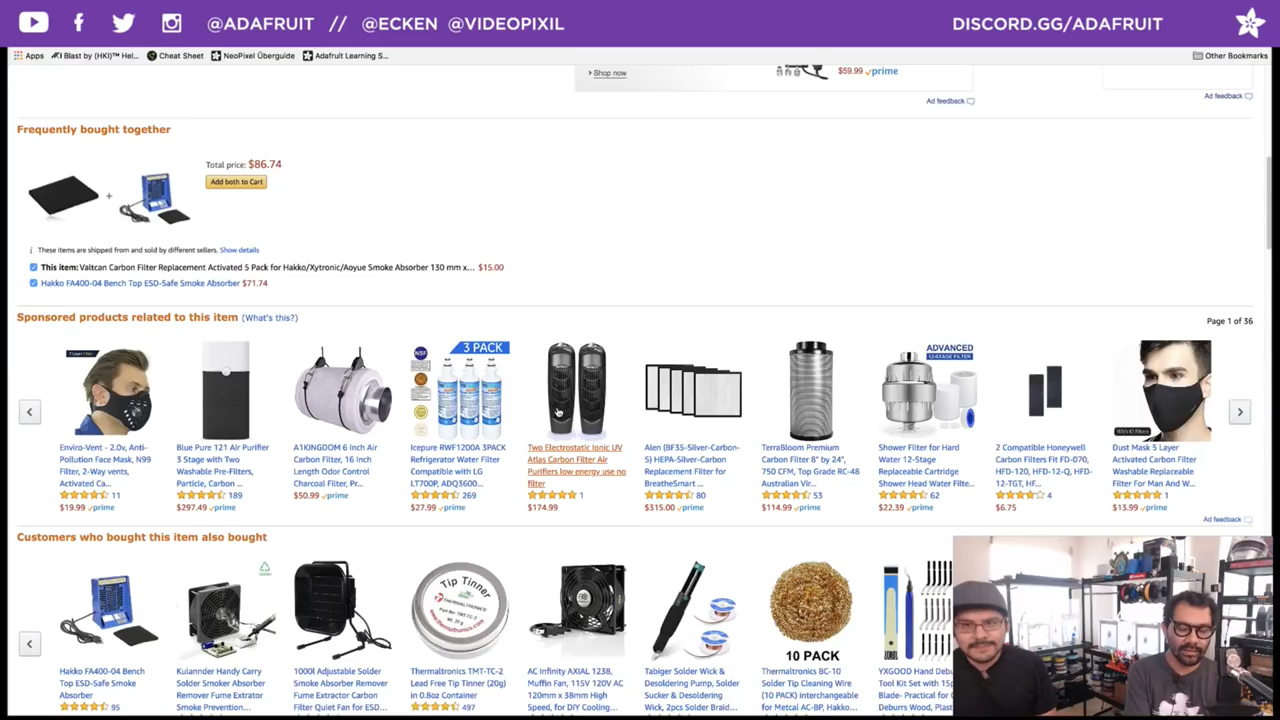 @ADAFRUIT // @ECKEN @VIDEOPIXIL
DISCORD.GG/ADAFRUIT
Apps
Blast by (HKI)™ Hel...
Cheat Sheet
NeoPixel Überguide
Adafruit Learning S...
Other Bookmarks
Shop now
$59.99 prime
Ad feedback
Ad feedback
Frequently bought together
Total price: $86.74
Add both to Cart
These items are shipped from and sold by different sellers. Show details
This item: Valtcan Carbon Filter Replacement Activated 5 Pack for Hakko/Xytronic/Aoyue Smoke Absorber 130 mm x... $15.00
Hakko FA400-04 Bench Top ESD-Safe Smoke Absorber $71.74
Sponsored products related to this item (What's this?)
Page 1 of 36
Enviro-Vent - 2.0v, Anti-
Pollution Face Mask, N99
Filter, 2-Way vents,
Activated Ca...
11
$19.99 prime
Blue Pure 121 Air Purifier
3 Stage with Two
Washable Pre-Filters,
Particle, Carbon ...
189
$297.49 prime
A1KINGDOM 6 Inch Air
Carbon Filter, 16 Inch
Length Odor Control
Charcoal Filter, Pr...
$50.99 prime
NSF
3 PACK
Icepure RWF1200A 3PACK
Refrigerator Water Filter
Compatible with LG
LT700P, ADQ3600...
269
$27.99 prime
Two Electrostatic Ionic UV
Atlas Carbon Filter Air
Purifiers low energy use no
filter
1
$174.99
Alen (BF35-Silver-Carbon-
5) HEPA-Silver-Carbon
Replacement Filter for
BreatheSmart ...
80
$315.00 prime
TerraBloom Premium
Carbon Filter 8" by 24",
750 CFM, Top Grade RC-48
Australian Vir...
53
$114.99 prime
ADVANCED
12-STAGE FILTER
Shower Filter for Hard
Water 12-Stage
Replaceable Cartridge
Shower Head Water Filte...
62
$22.39 prime
2 Compatible Honeywell
Carbon Filters Fit FD-070,
HFD-120, HFD-12-Q, HFD-
12-TGT, HF...
4
$6.75
Dust Mask 5 Layer
Activated Carbon Filter
Washable Replaceable
Filter For Man And W...
1
$13.99 prime
Ad feedback
Customers who bought this item also bought
Hakko FA400-04 Bench
Top ESD-Safe Smoke
Absorber
95
Kulannder Handy Carry
Solder Smoke Absorber
Remover Fume Extrator
Smoke Prevention...
1000l Adjustable Solder
Smoke Absorber Remover
Fume Extractor Carbon
Filter Quiet Fan for ESD...
Tip Tinner
THERMALTRONICS
Thermaltronics TMT-TC-2
Lead Free Tip Tinner (20g)
in 0.8oz Container
497
AC Infinity AXIAL 1238,
Muffin Fan, 115V 120V AC
120mm x 38mm High
Speed, for DIY Cooling...
Tabiger Solder Wick &
Desoldering Pump, Solder
Sucker & Desoldering
Wick, 2pcs Solder Braid...
10 PACK
Thermaltronics BC-10
Solder Tip Cleaning Wire
(10 PACK) interchangeable
for Marical AC-BP, Hakko...
YXGOOD Hand Deb
Tool Kit Set with 15p
Blade- Practical for
Deburrs Wood, Plast